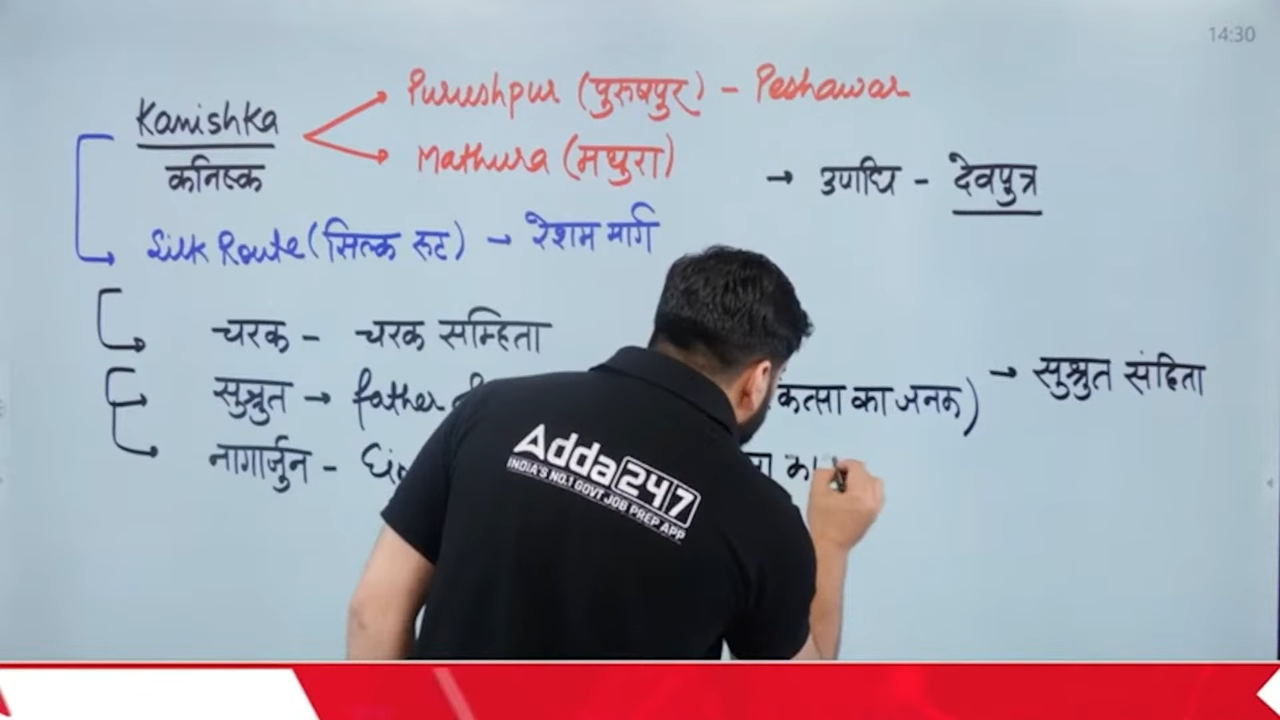 14:30
Purushpur (पुरुषपुर) - Peshawar
Kanishka
कनिस्क
Mathura (मथुरा)
→ उपाधि - देवपुत्र
Silk Route (सिल्क रूट) → रेशम मार्ग
चरक - चरक सम्हिता
सुश्रुत → father कत्सा का जनक) → सुश्रुत संहिता
नागार्जुन - का
Adda247
INDIA'S NO.1 GOVT JOB PREP APP